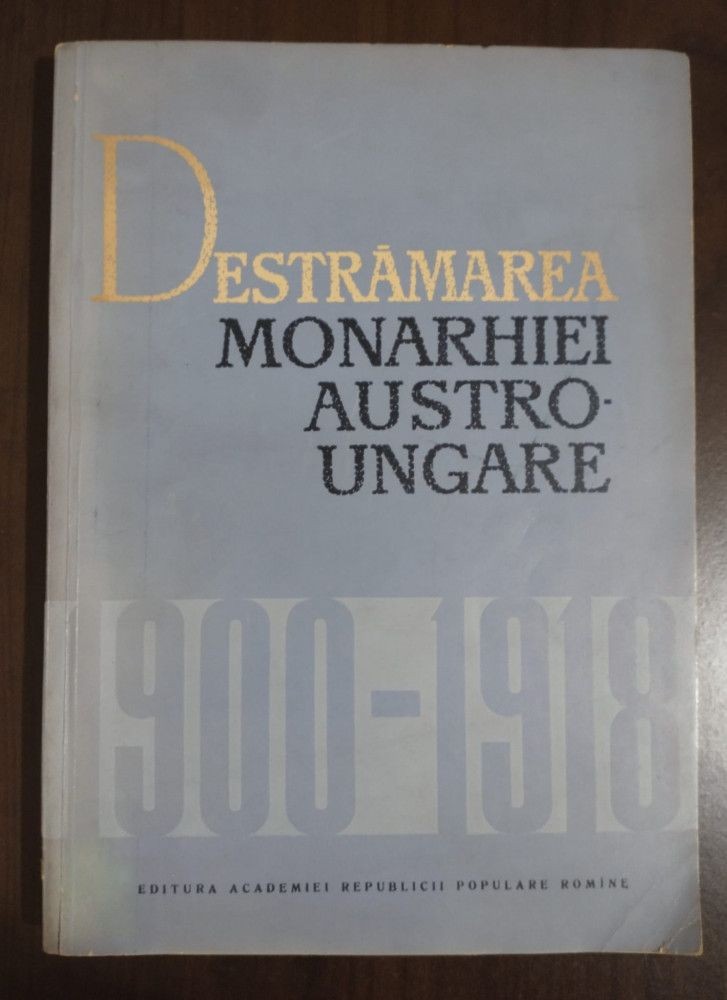 DESTRĂMAREA
MONARHIEI
AUSTRO-
UNGARE
1900-1918
EDITURA ACADEMIEI REPUBLICII POPULARE ROMÎNE